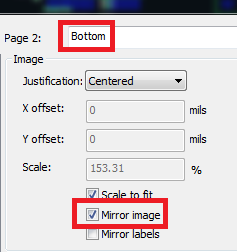 Page 2: Bottom
Image
Justification: Centered
X offset: 0 mils
Y offset: 0 mils
Scale: 153.31 %
Scale to fit
Mirror image
Mirror labels